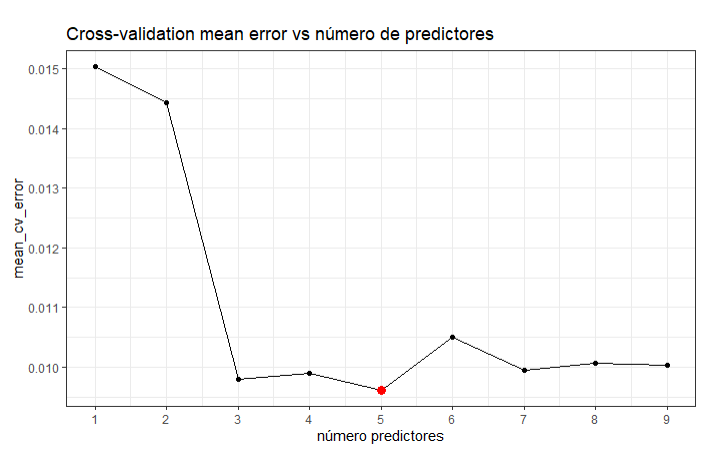 Cross-validation mean error vs número de predictores
0.015
0.014
0.013
0.012
0.011
0.010
mean_cv_error
1 2 3 4 5 6 7 8 9
número predictores